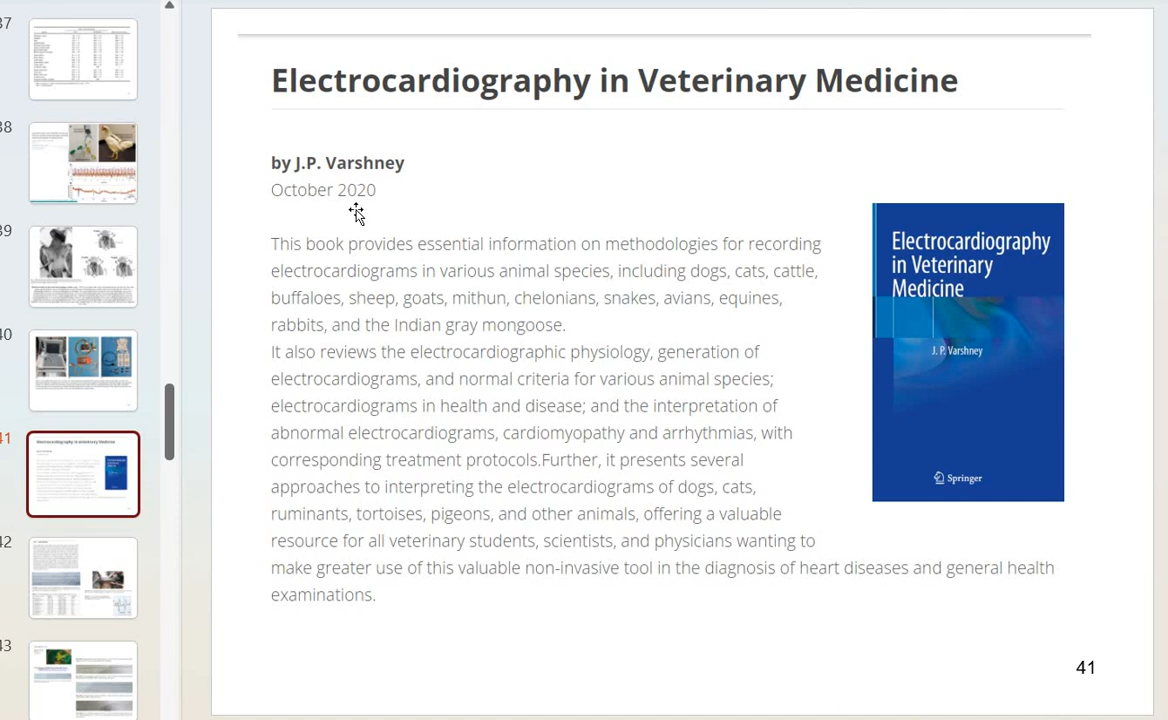 37
38
39
40
41
42
43
Electrocardiography in Veterinary Medicine
by J.P. Varshney
October 2020
This book provides essential information on methodologies for recording
electrocardiograms in various animal species, including dogs, cats, cattle,
buffaloes, sheep, goats, mithun, chelonians, snakes, avians, equines,
rabbits, and the Indian gray mongoose.
It also reviews the electrocardiographic physiology, generation of
electrocardiograms, and normal criteria for various animal species;
electrocardiograms in health and disease; and the interpretation of
abnormal electrocardiograms, cardiomyopathy and arrhythmias, with
corresponding treatment protocols.Further, it presents several
approaches to interpreting the electrocardiograms of dogs, cats,
ruminants, tortoises, pigeons, and other animals, offering a valuable
resource for all veterinary students, scientists, and physicians wanting to
make greater use of this valuable non-invasive tool in the diagnosis of heart diseases and general health
examinations.
Electrocardiography
in Veterinary
Medicine
J. P. Varshney
Springer
41